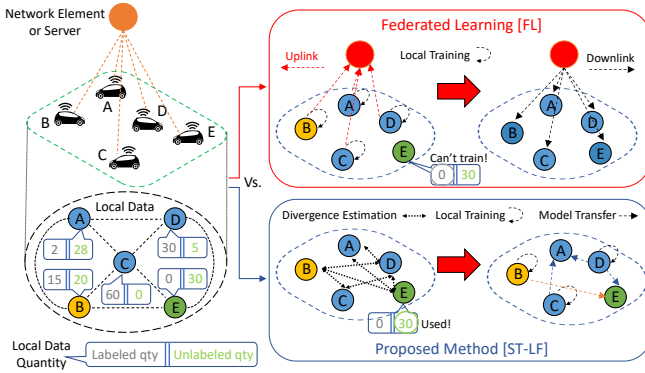 Network Element
or Server
A
B
D
E
C
Local Data
A
D
2 28
30 5
C
15 20
0 30
60 0
B
E
Local Data
Quantity
Labeled qty Unlabeled qty
Vs.
Federated Learning [FL]
Uplink
Local Training
Downlink
A
B
D
C
E
Can't train!
0 30
A
B
D
C
E
Divergence Estimation
Local Training
Model Transfer
A
B
D
E
C
0 30
Used!
A
D
B
E
C
Proposed Method [ST-LF]